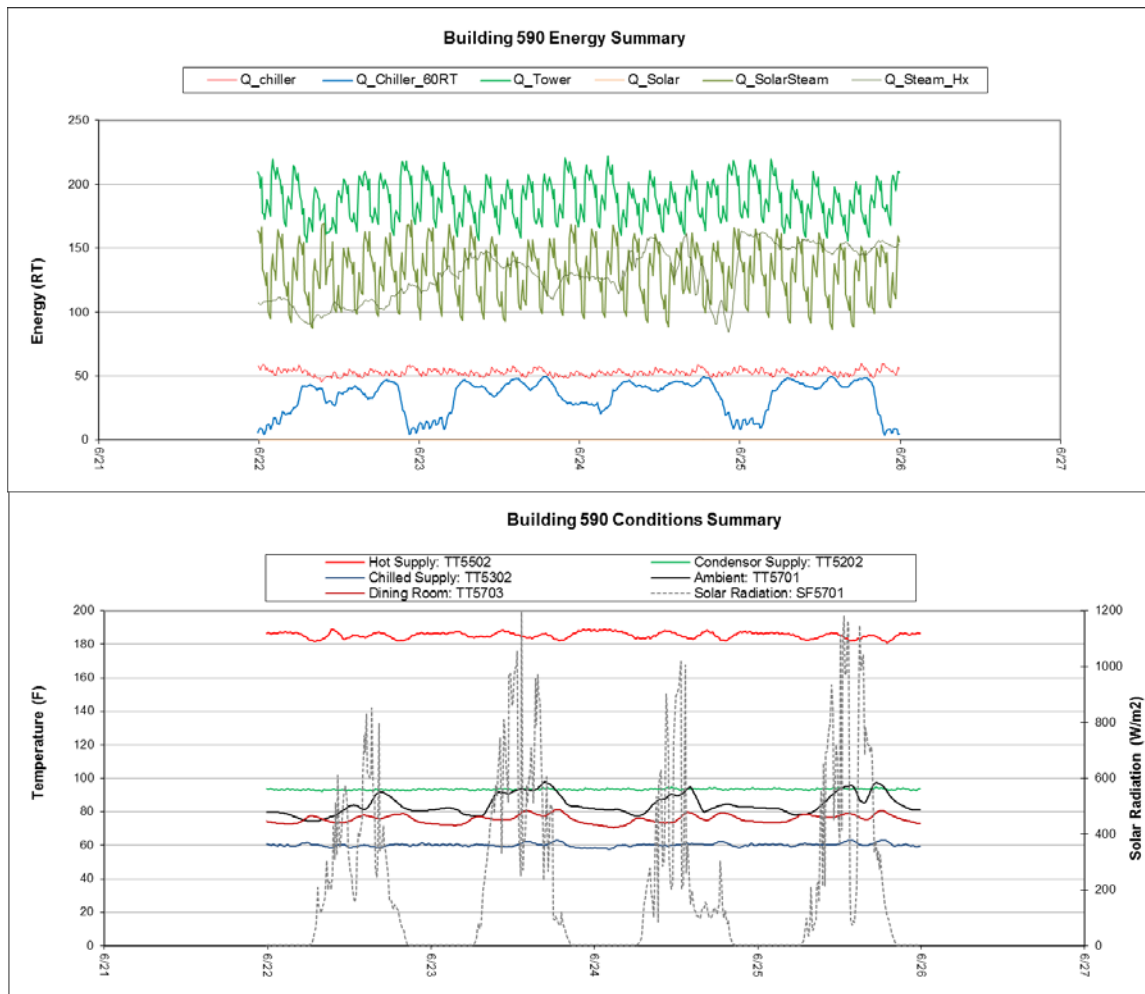 Building 590 Energy Summary
Q_chiller Q_Chiller_60RT Q_Tower Q_Solar Q_SolarSteam Q_Steam_Hx
Energy (RT)
250
200
150
100
50
0
6/21 6/22 6/23 6/24 6/25 6/26 6/27
Building 590 Conditions Summary
Hot Supply: TT5502 Condensor Supply: TT5202
Chilled Supply: TT5302 Ambient: TT5701
Dining Room: TT5703 Solar Radiation: SF5701
Temperature (F)
200
180
160
140
120
100
80
60
40
20
0
1200
1000
800
600
400
200
0
Solar Radiation (W/m2)
6/21 6/22 6/23 6/24 6/25 6/26 6/27